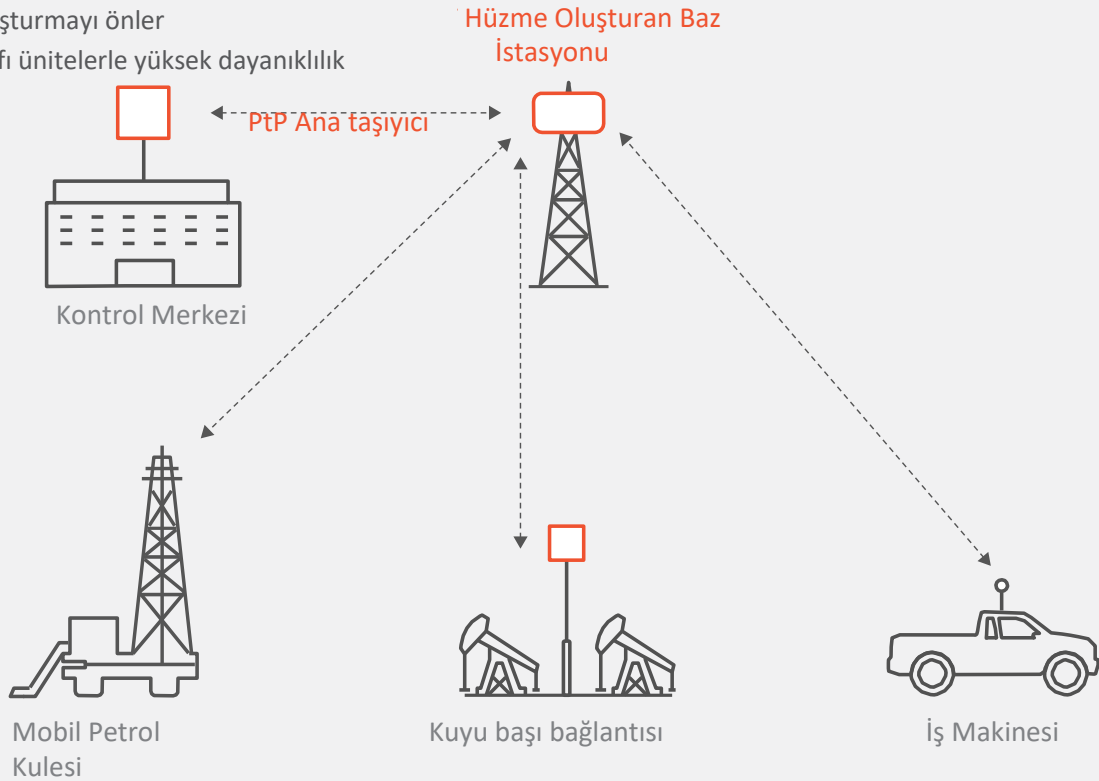 uşturmayı önler
fı ünitelerle yüksek dayanıklılık
Hüzme Oluşturan Baz
İstasyonu
PtP Ana taşıyıcı
Kontrol Merkezi
Mobil Petrol
Kulesi
Kuyu başı bağlantısı
İş Makinesi